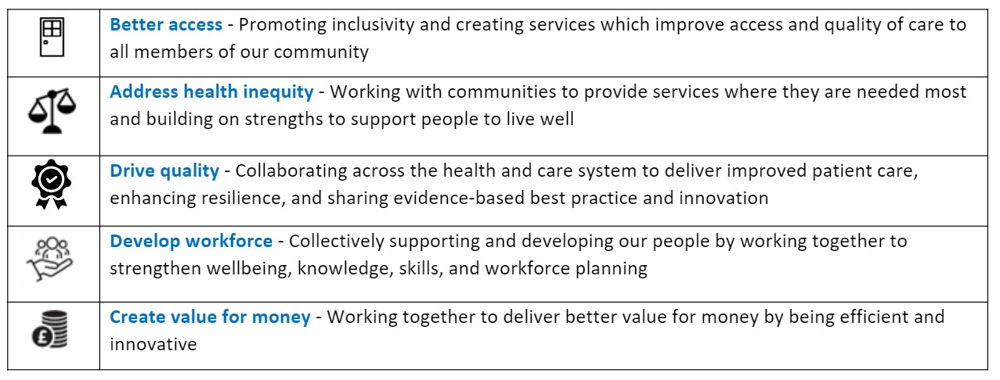 Better access - Promoting inclusivity and creating services which improve access and quality of care to
all members of our community
Address health inequity - Working with communities to provide services where they are needed most
and building on strengths to support people to live well
Drive quality - Collaborating across the health and care system to deliver improved patient care,
enhancing resilience, and sharing evidence-based best practice and innovation
Develop workforce - Collectively supporting and developing our people by working together to
strengthen wellbeing, knowledge, skills, and workforce planning
£
Create value for money - Working together to deliver better value for money by being efficient and
innovative